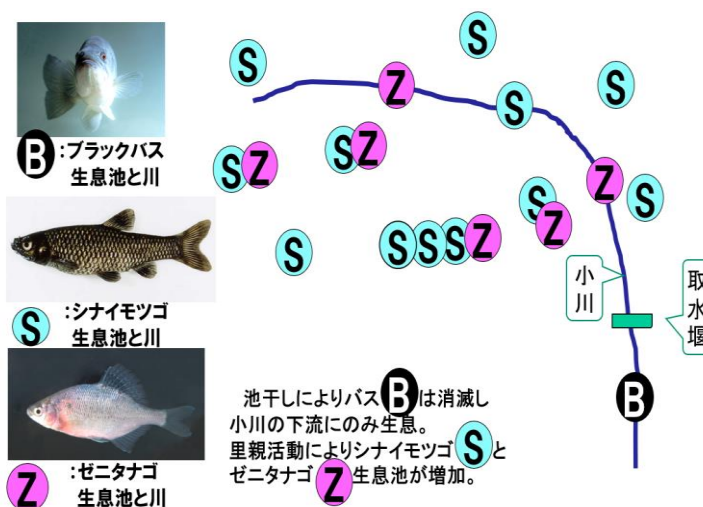 B :ブラックバス
生息池と川
S :シナイモツゴ
生息池と川
Z :ゼニタナゴ
生息池と川
S
S
Z
S
S
S Z
S Z
S
Z
Z
S
S
S S S Z
小川
取水堰
B
池干しによりバス B は消滅し
小川の下流にのみ生息。
里親活動によりシナイモツゴ S と
ゼニタナゴ Z 生息池が増加。